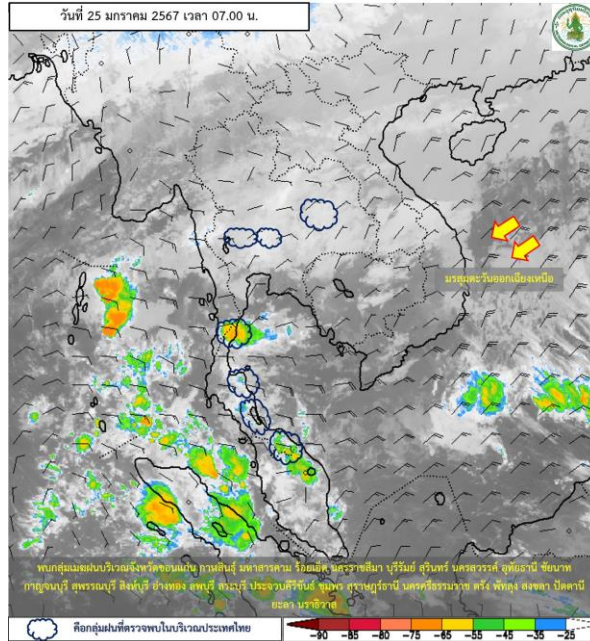 วันที่ 25 มกราคม 2567 เวลา 07.00 น.
มรสุมตะวันออกเฉียงเหนือ
พบกลุ่มเมฆฝนบริเวณจังหวัดขอนแก่น กาฬสินธุ์ มหาสารคาม ร้อยเอ็ด นครราชสีมา บุรีรัมย์ สุรินทร์ นครสวรรค์ อุทัยธานี ชัยนาท
กาญจนบุรี สุพรรณบุรี สิงห์บุรี อ่างทอง ลพบุรี สระบุรี ประจวบคีรีขันธ์ ชุมพร สุราษฎร์ธานี นครศรีธรรมราช ตรัง พัทลุง สงขลา ปัตตานี
ยะลา นราธิวาส
คือกลุ่มฝนที่ตรวจพบในบริเวณประเทศไทย
-90 -85 -80 -75 -65 -55 -45 -35 -25